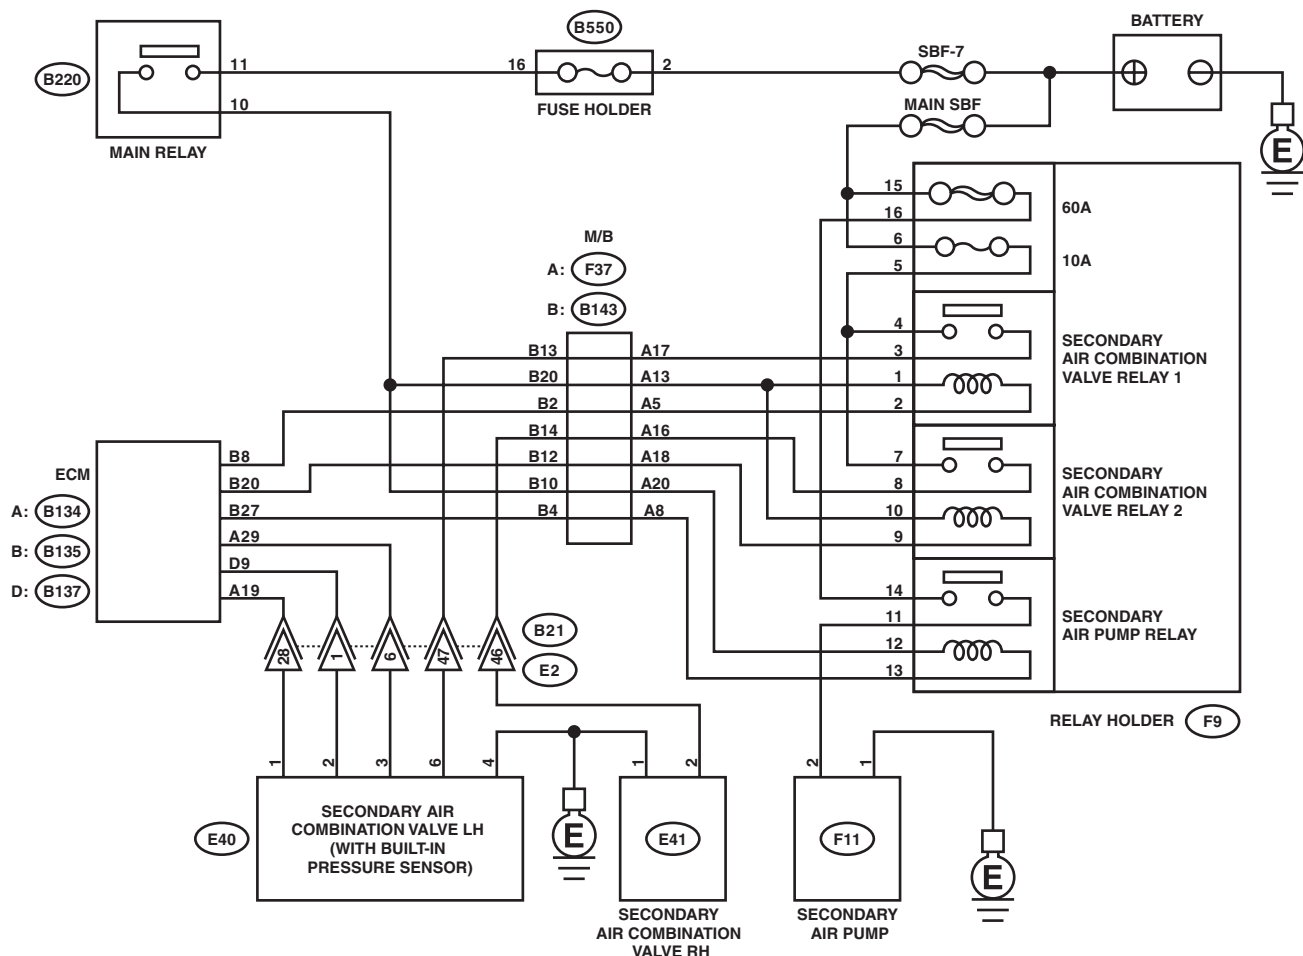 BATTERY
B550
SBF-7
11
16
2
B220
FUSE HOLDER
MAIN SBF
10
MAIN RELAY
E
15
60A
16
M/B
6
A: F37
10A
5
B: B143
4
SECONDARY
AIR COMBINATION
VALVE RELAY 1
B13
A17
3
B20
A13
1
B2
A5
2
B14
A16
7
SECONDARY
AIR COMBINATION
VALVE RELAY 2
B8
B12
A18
ECM
B20
B10
A20
8
A: B134
B27
B4
A8
10
A29
9
B: B135
D9
D: B137
A19
14
SECONDARY
AIR PUMP RELAY
11
B21
12
28
1
6
47
46
E2
13
RELAY HOLDER F9
1
2
3
6
4
1
2
2
1
E40
SECONDARY AIR
COMBINATION VALVE LH
(WITH BUILT-IN
PRESSURE SENSOR)
E
E41
F11
E
SECONDARY
AIR COMBINATION
VALVE RH
SECONDARY
AIR PUMP